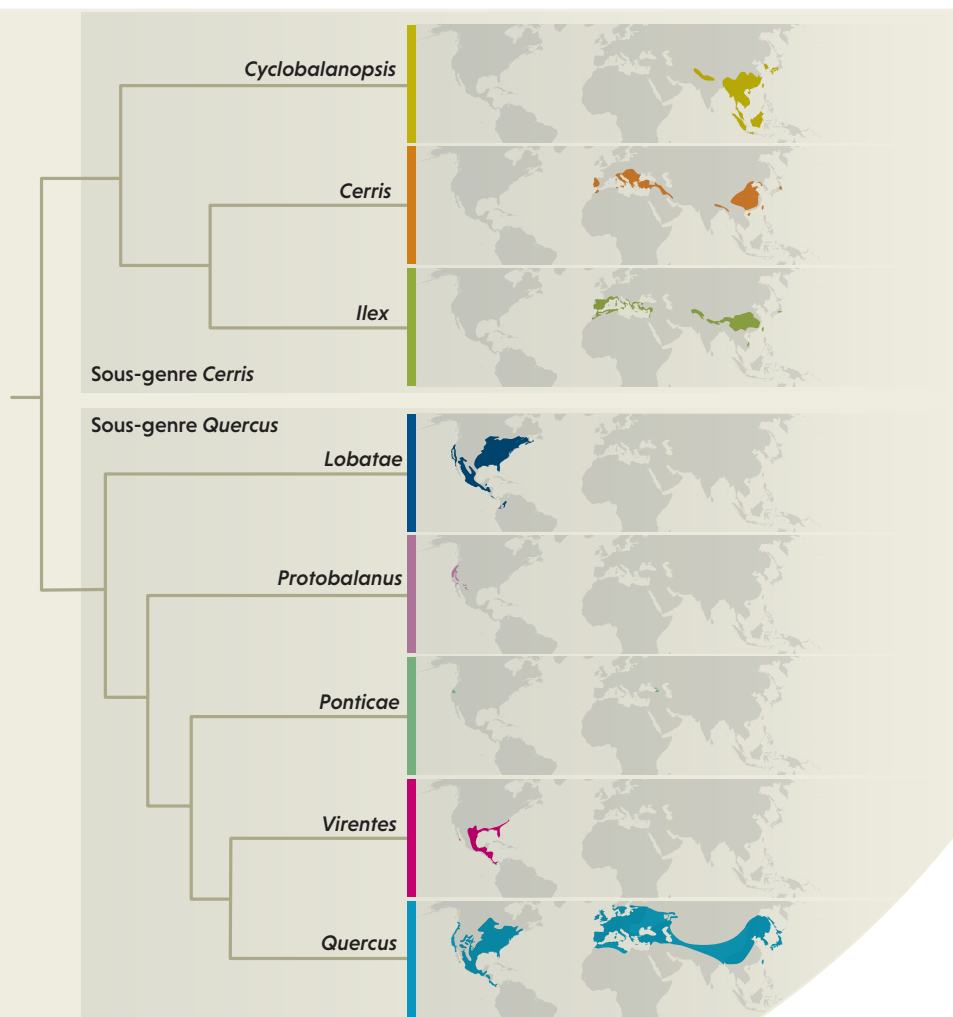 Cyclobalanopsis
Cerris
Ilex
Sous-genre Cerris
Sous-genre Quercus
Lobatae
Protobalanus
Ponticae
Virentes
Quercus